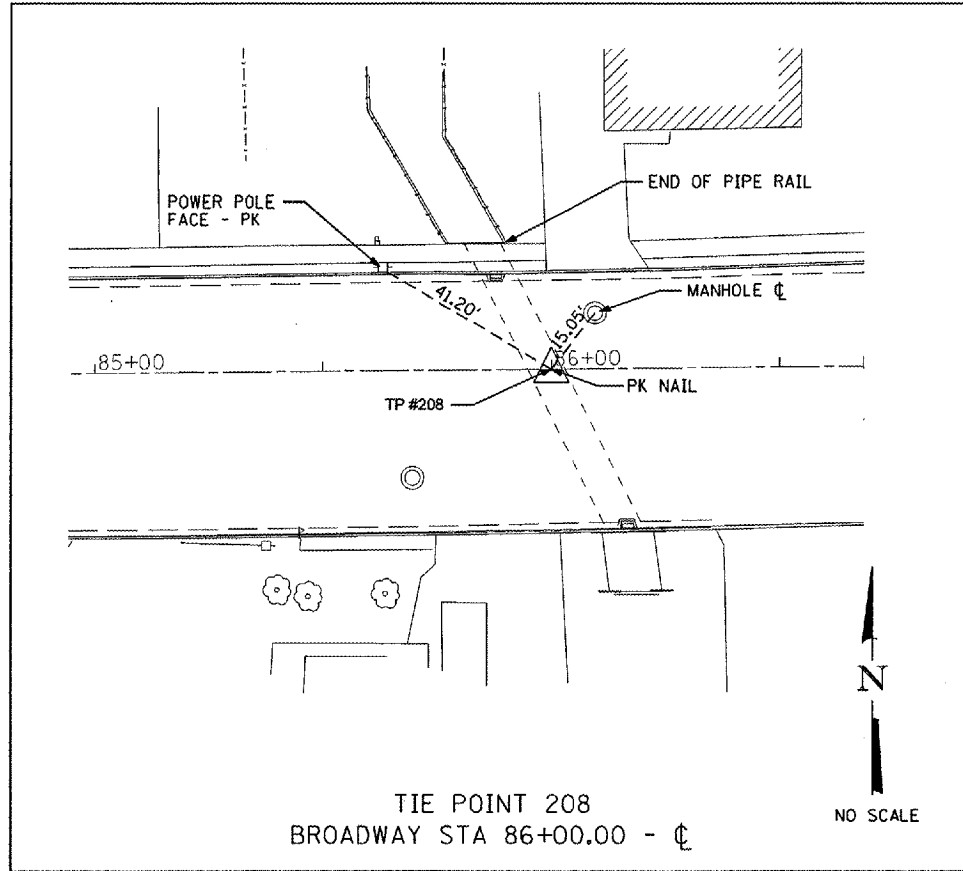 POWER POLE
FACE - PK
END OF PIPE RAIL
41.20'
15.05'
MANHOLE ℄
85+00
86+00
TP #208
PK NAIL
N
NO SCALE
TIE POINT 208
BROADWAY STA 86+00.00 - ℄